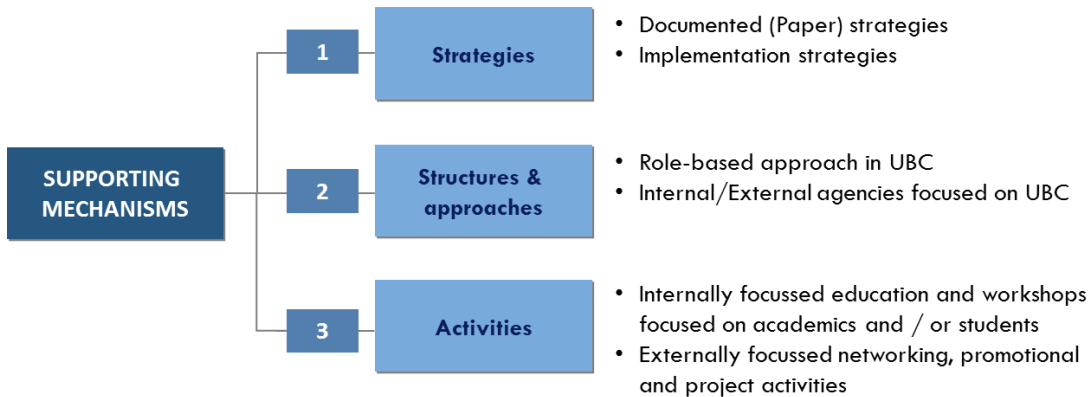 SUPPORTING
MECHANISMS
1
Strategies
• Documented (Paper) strategies
• Implementation strategies
2
Structures &
approaches
• Role-based approach in UBC
• Internal/External agencies focused on UBC
3
Activities
• Internally focussed education and workshops
focused on academics and / or students
• Externally focussed networking, promotional
and project activities